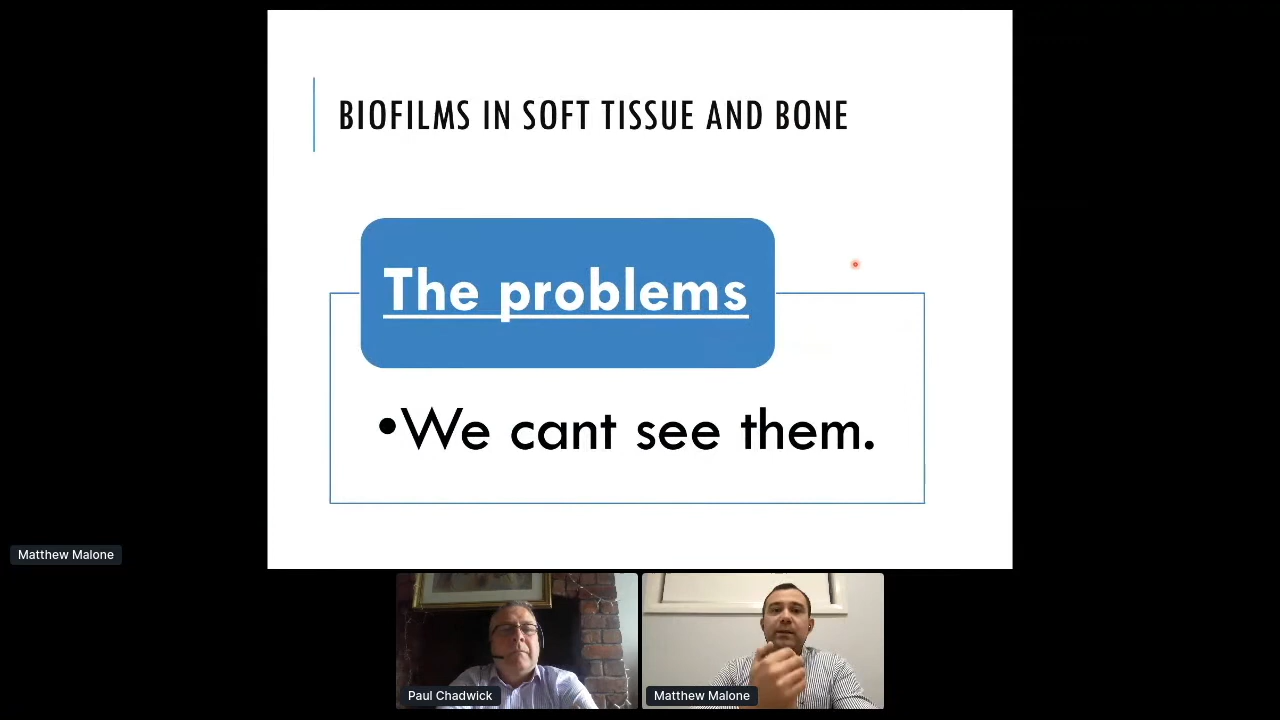 BIOFILMS IN SOFT TISSUE AND BONE
The problems
•We cant see them.
Matthew Malone
Paul Chadwick
Matthew Malone